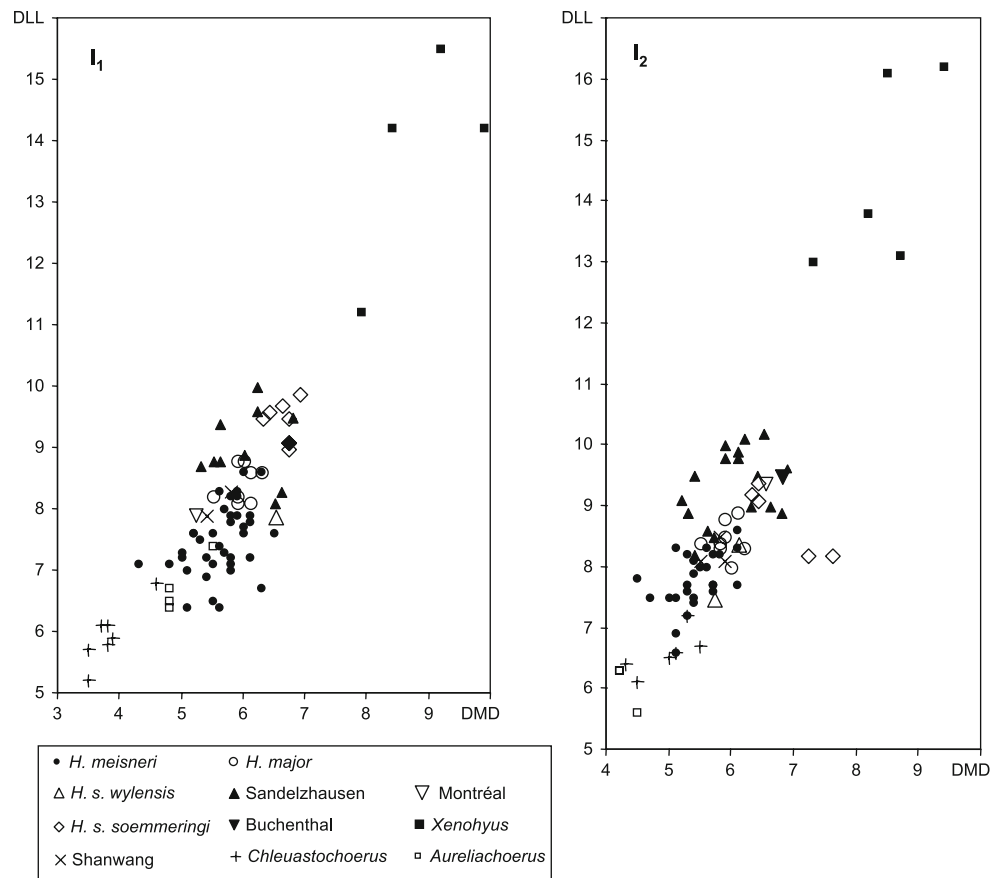 DLL
I1
15
14
13
12
11
10
9
8
7
6
5
3 4 5 6 7 8 9 DMD
DLL
I2
16
15
14
13
12
11
10
9
8
7
6
5
4 5 6 7 8 9 DMD
H. meisneri H. major
H. s. wylensis Sandelzhausen Montréal
H. s. soemmeringi Buchenthal Xenohyus
Shanwang Chleuastochoerus Aureliachoerus